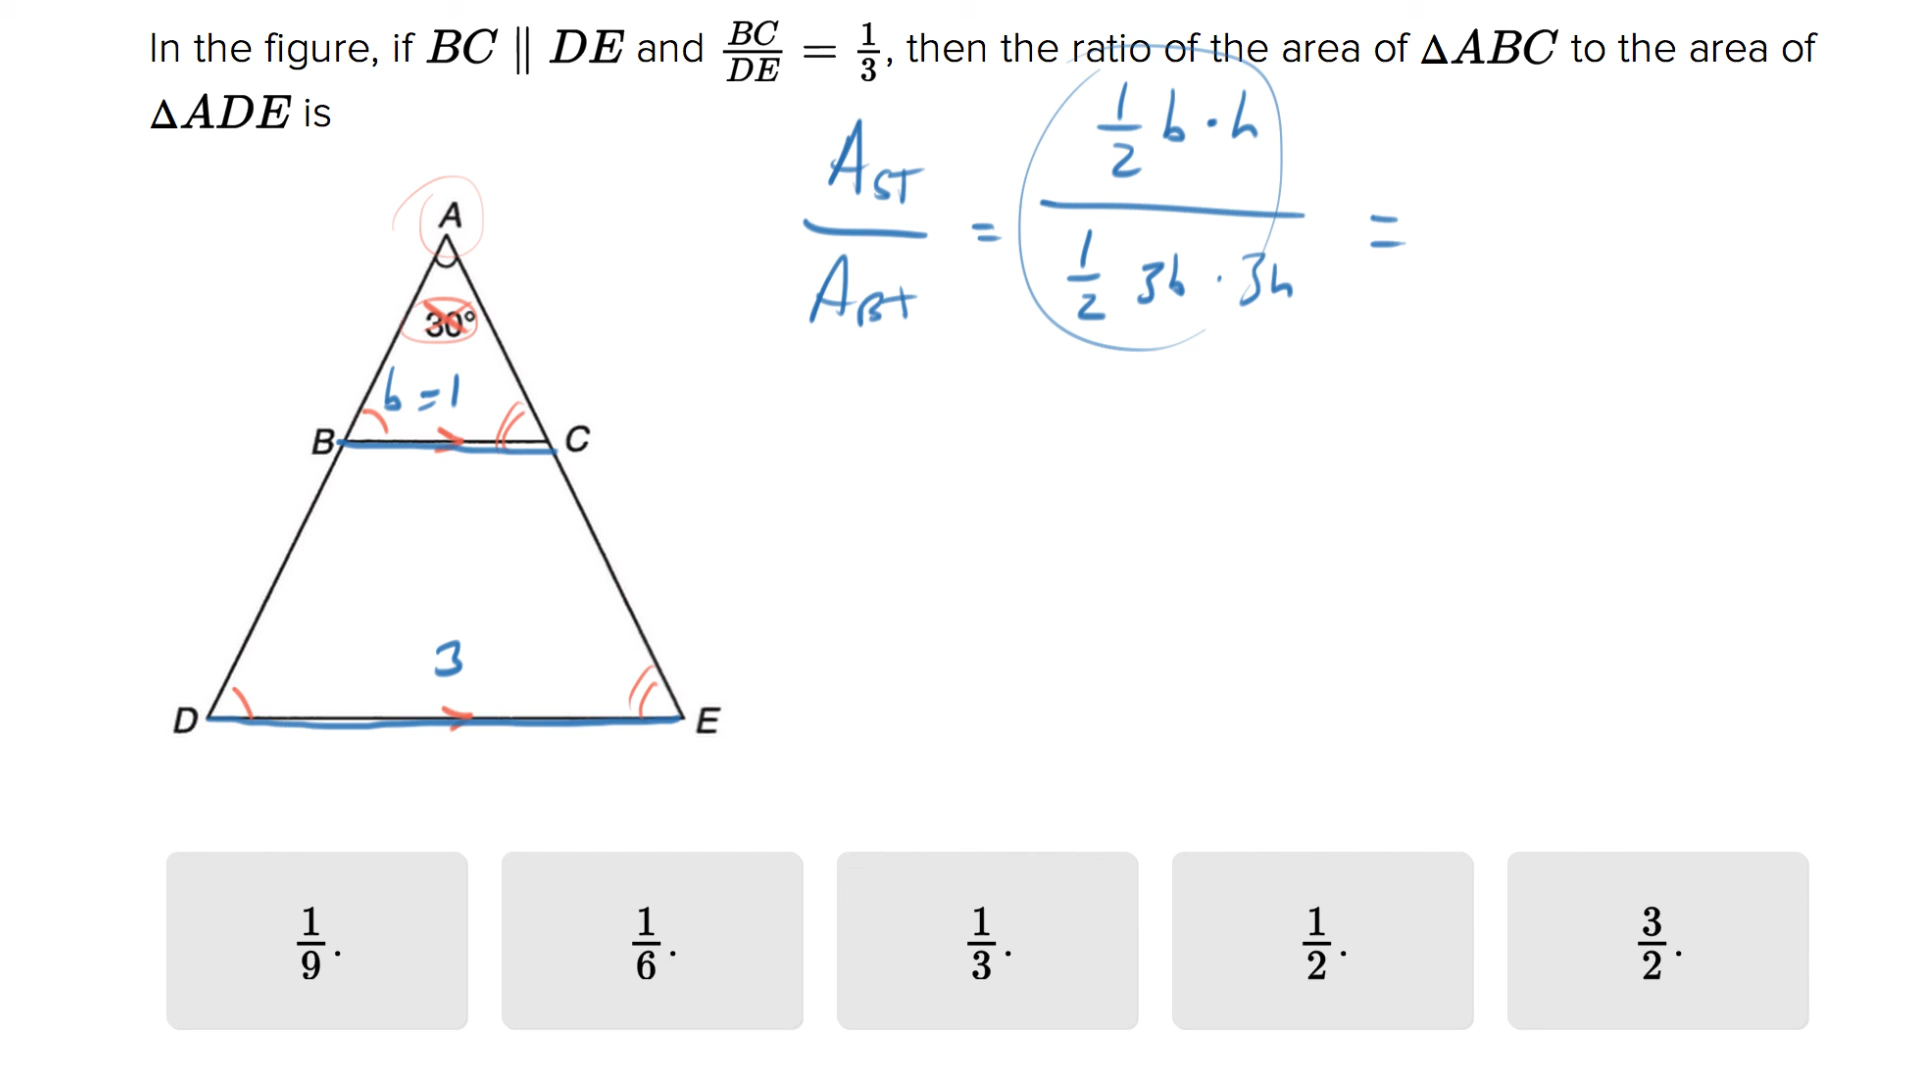 In the figure, if BC ∥ DE and BC/DE = 1/3, then the ratio of the area of ΔABC to the area of
ΔADE is
A_ST / A_BT = (1/2 b · h) / (1/2 3b · 3h) =
A
30°
b = 1
B
C
3
D
E
1/9.
1/6.
1/3.
1/2.
3/2.